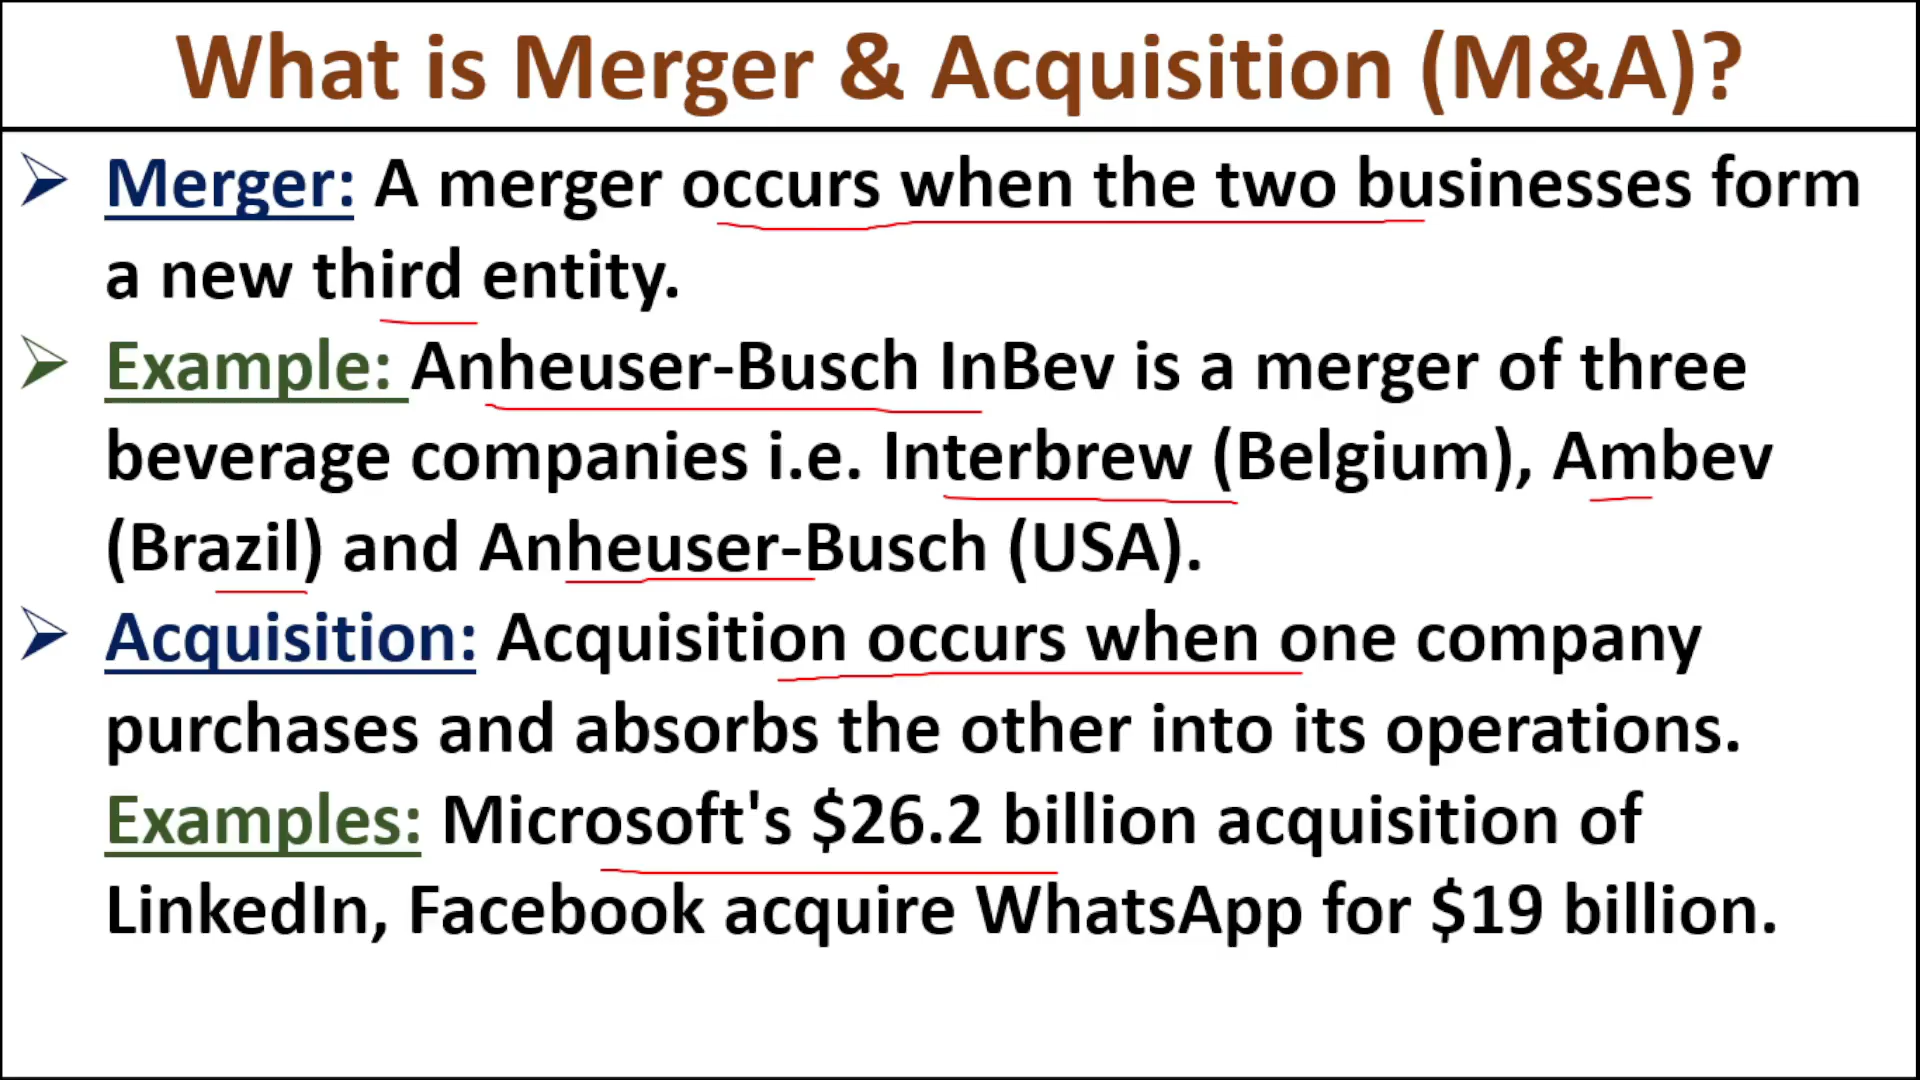 What is Merger & Acquisition (M&A)?
Merger: A merger occurs when the two businesses form
a new third entity.
Example: Anheuser-Busch InBev is a merger of three
beverage companies i.e. Interbrew (Belgium), Ambev
(Brazil) and Anheuser-Busch (USA).
Acquisition: Acquisition occurs when one company
purchases and absorbs the other into its operations.
Examples: Microsoft's $26.2 billion acquisition of
LinkedIn, Facebook acquire WhatsApp for $19 billion.